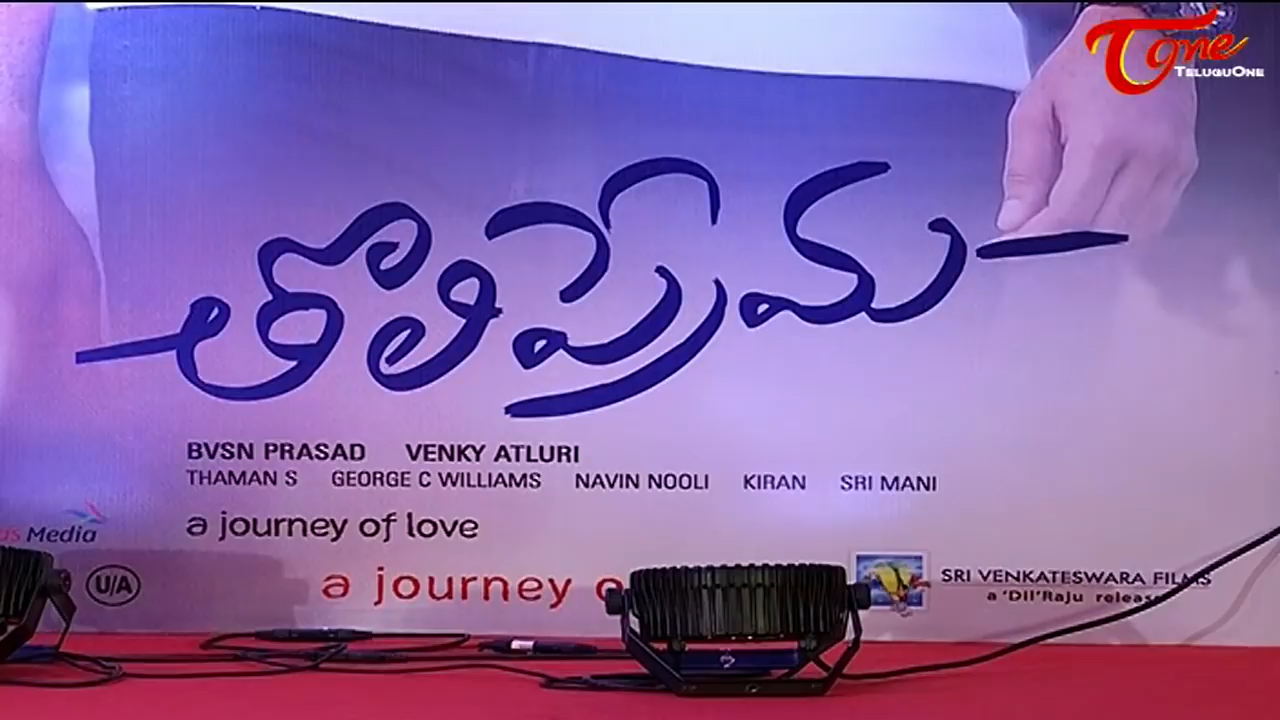 Tone
TELUGUONE
తొలిప్రేమ
BVSN PRASAD VENKY ATLURI
THAMAN S GEORGE C WILLIAMS NAVIN NOOLI KIRAN SRI MANI
a journey of love
Media
U/A
a journey
SRI VENKATESWARA FILMS
a 'Dil'Raju release